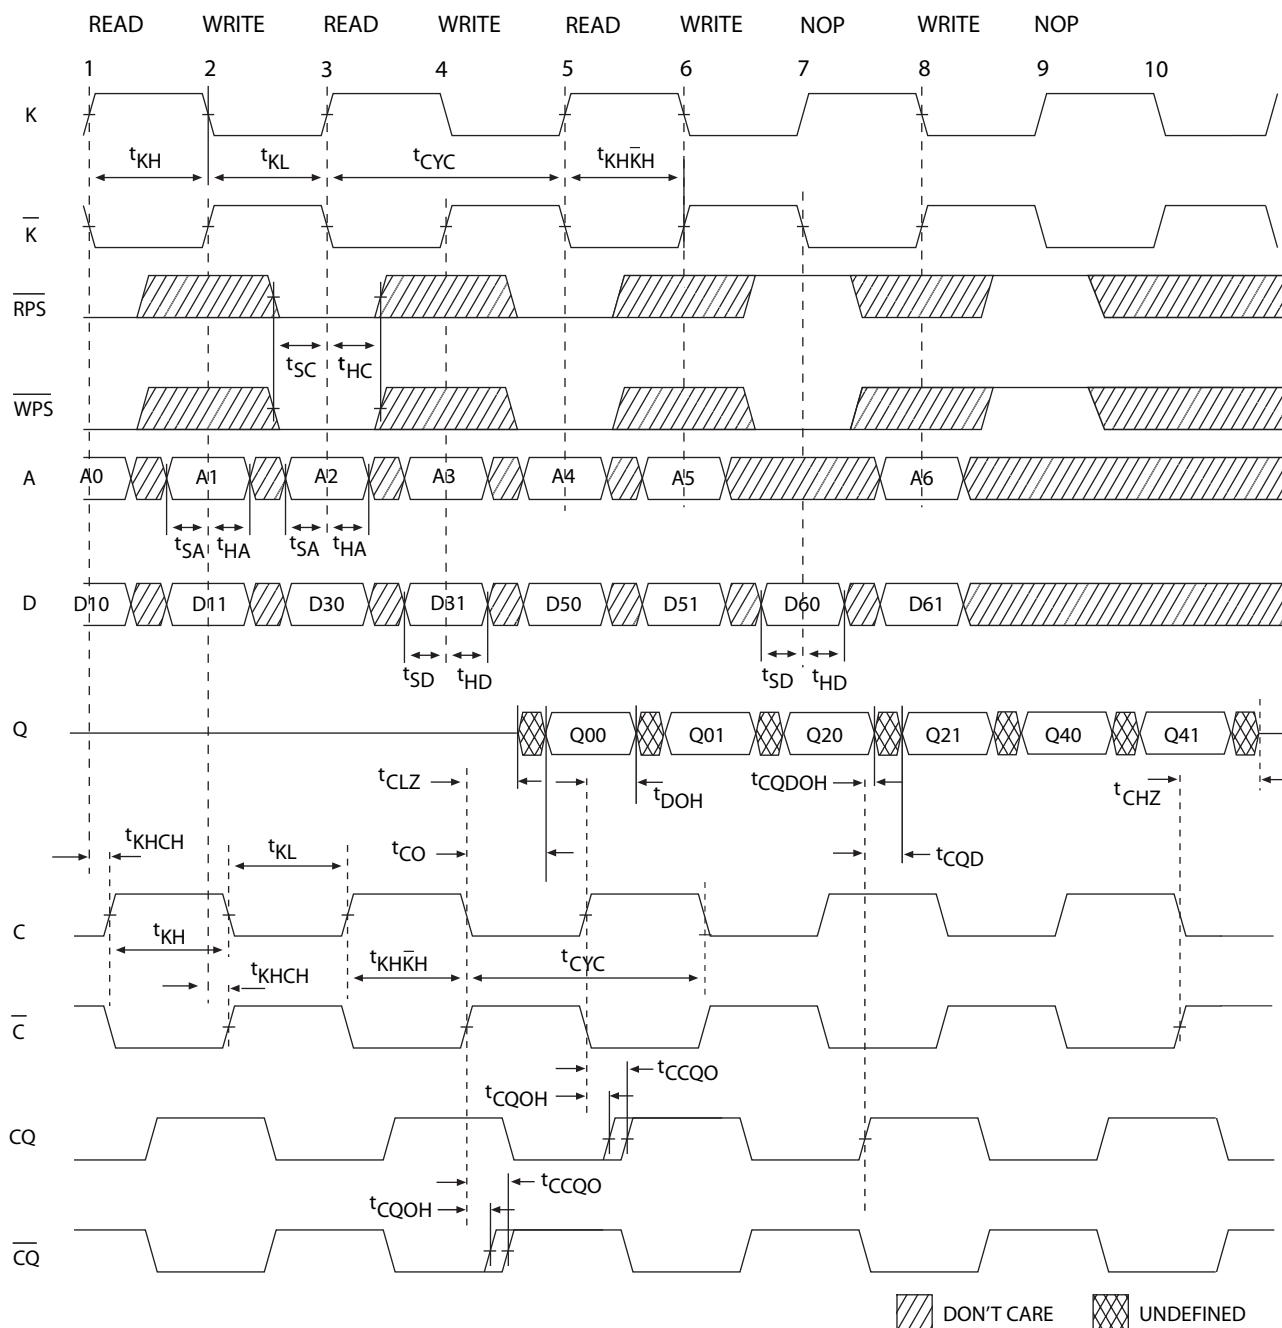 READ WRITE READ WRITE READ WRITE NOP WRITE NOP
1 2 3 4 5 6 7 8 9 10
K
tKH tKL tCYC tKHK̅H
K̅
R̅P̅S̅
tSC tHC
W̅P̅S̅
A A0 A1 A2 A3 A4 A5 A6
tSA tHA tSA tHA
D D10 D11 D30 D31 D50 D51 D60 D61
tSD tHD tSD tHD
Q Q00 Q01 Q20 Q21 Q40 Q41
tCLZ tDOH tCQDOH tCHZ
tKHCH tKL tCO tCQD
C
tKH tKHK̅H tCYC
tKHCH
C̅
tCCQO
tCQOH
CQ
tCCQO
tCQOH
C̅Q̅
DON'T CARE UNDEFINED